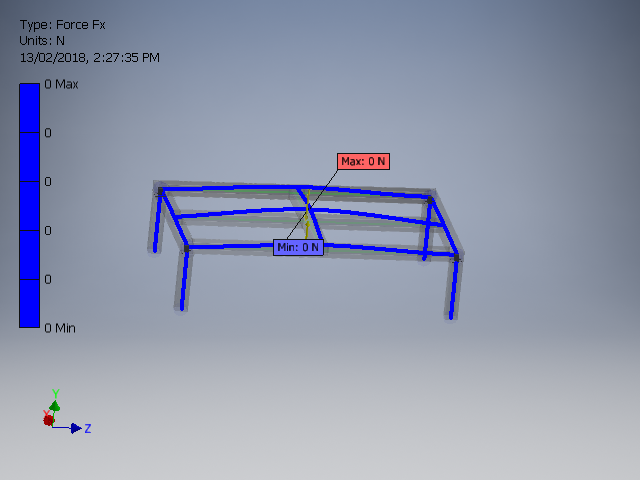 Type: Force Fx
Units: N
13/02/2018, 2:27:35 PM
0 Max
0
0
0
0
0 Min
Max: 0 N
Min: 0 N
Y
X
Z